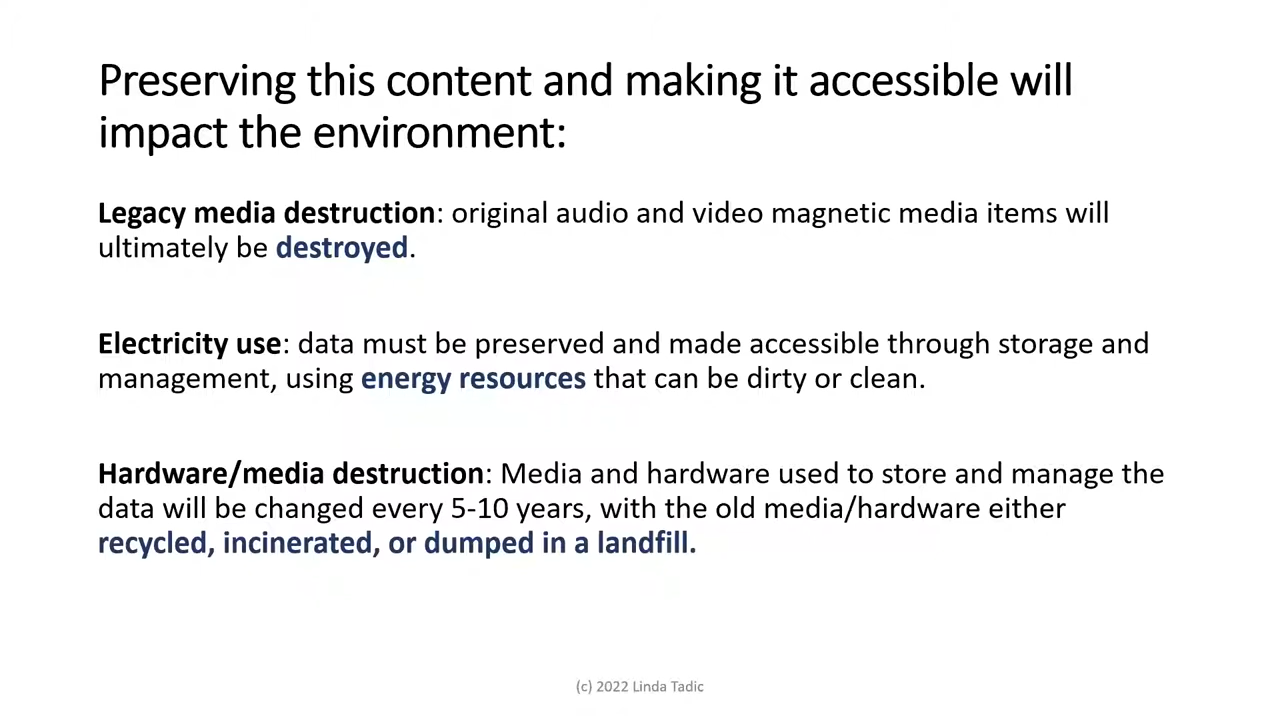 Preserving this content and making it accessible will
impact the environment:
Legacy media destruction: original audio and video magnetic media items will
ultimately be destroyed.
Electricity use: data must be preserved and made accessible through storage and
management, using energy resources that can be dirty or clean.
Hardware/media destruction: Media and hardware used to store and manage the
data will be changed every 5-10 years, with the old media/hardware either
recycled, incinerated, or dumped in a landfill.
(c) 2022 Linda Tadic